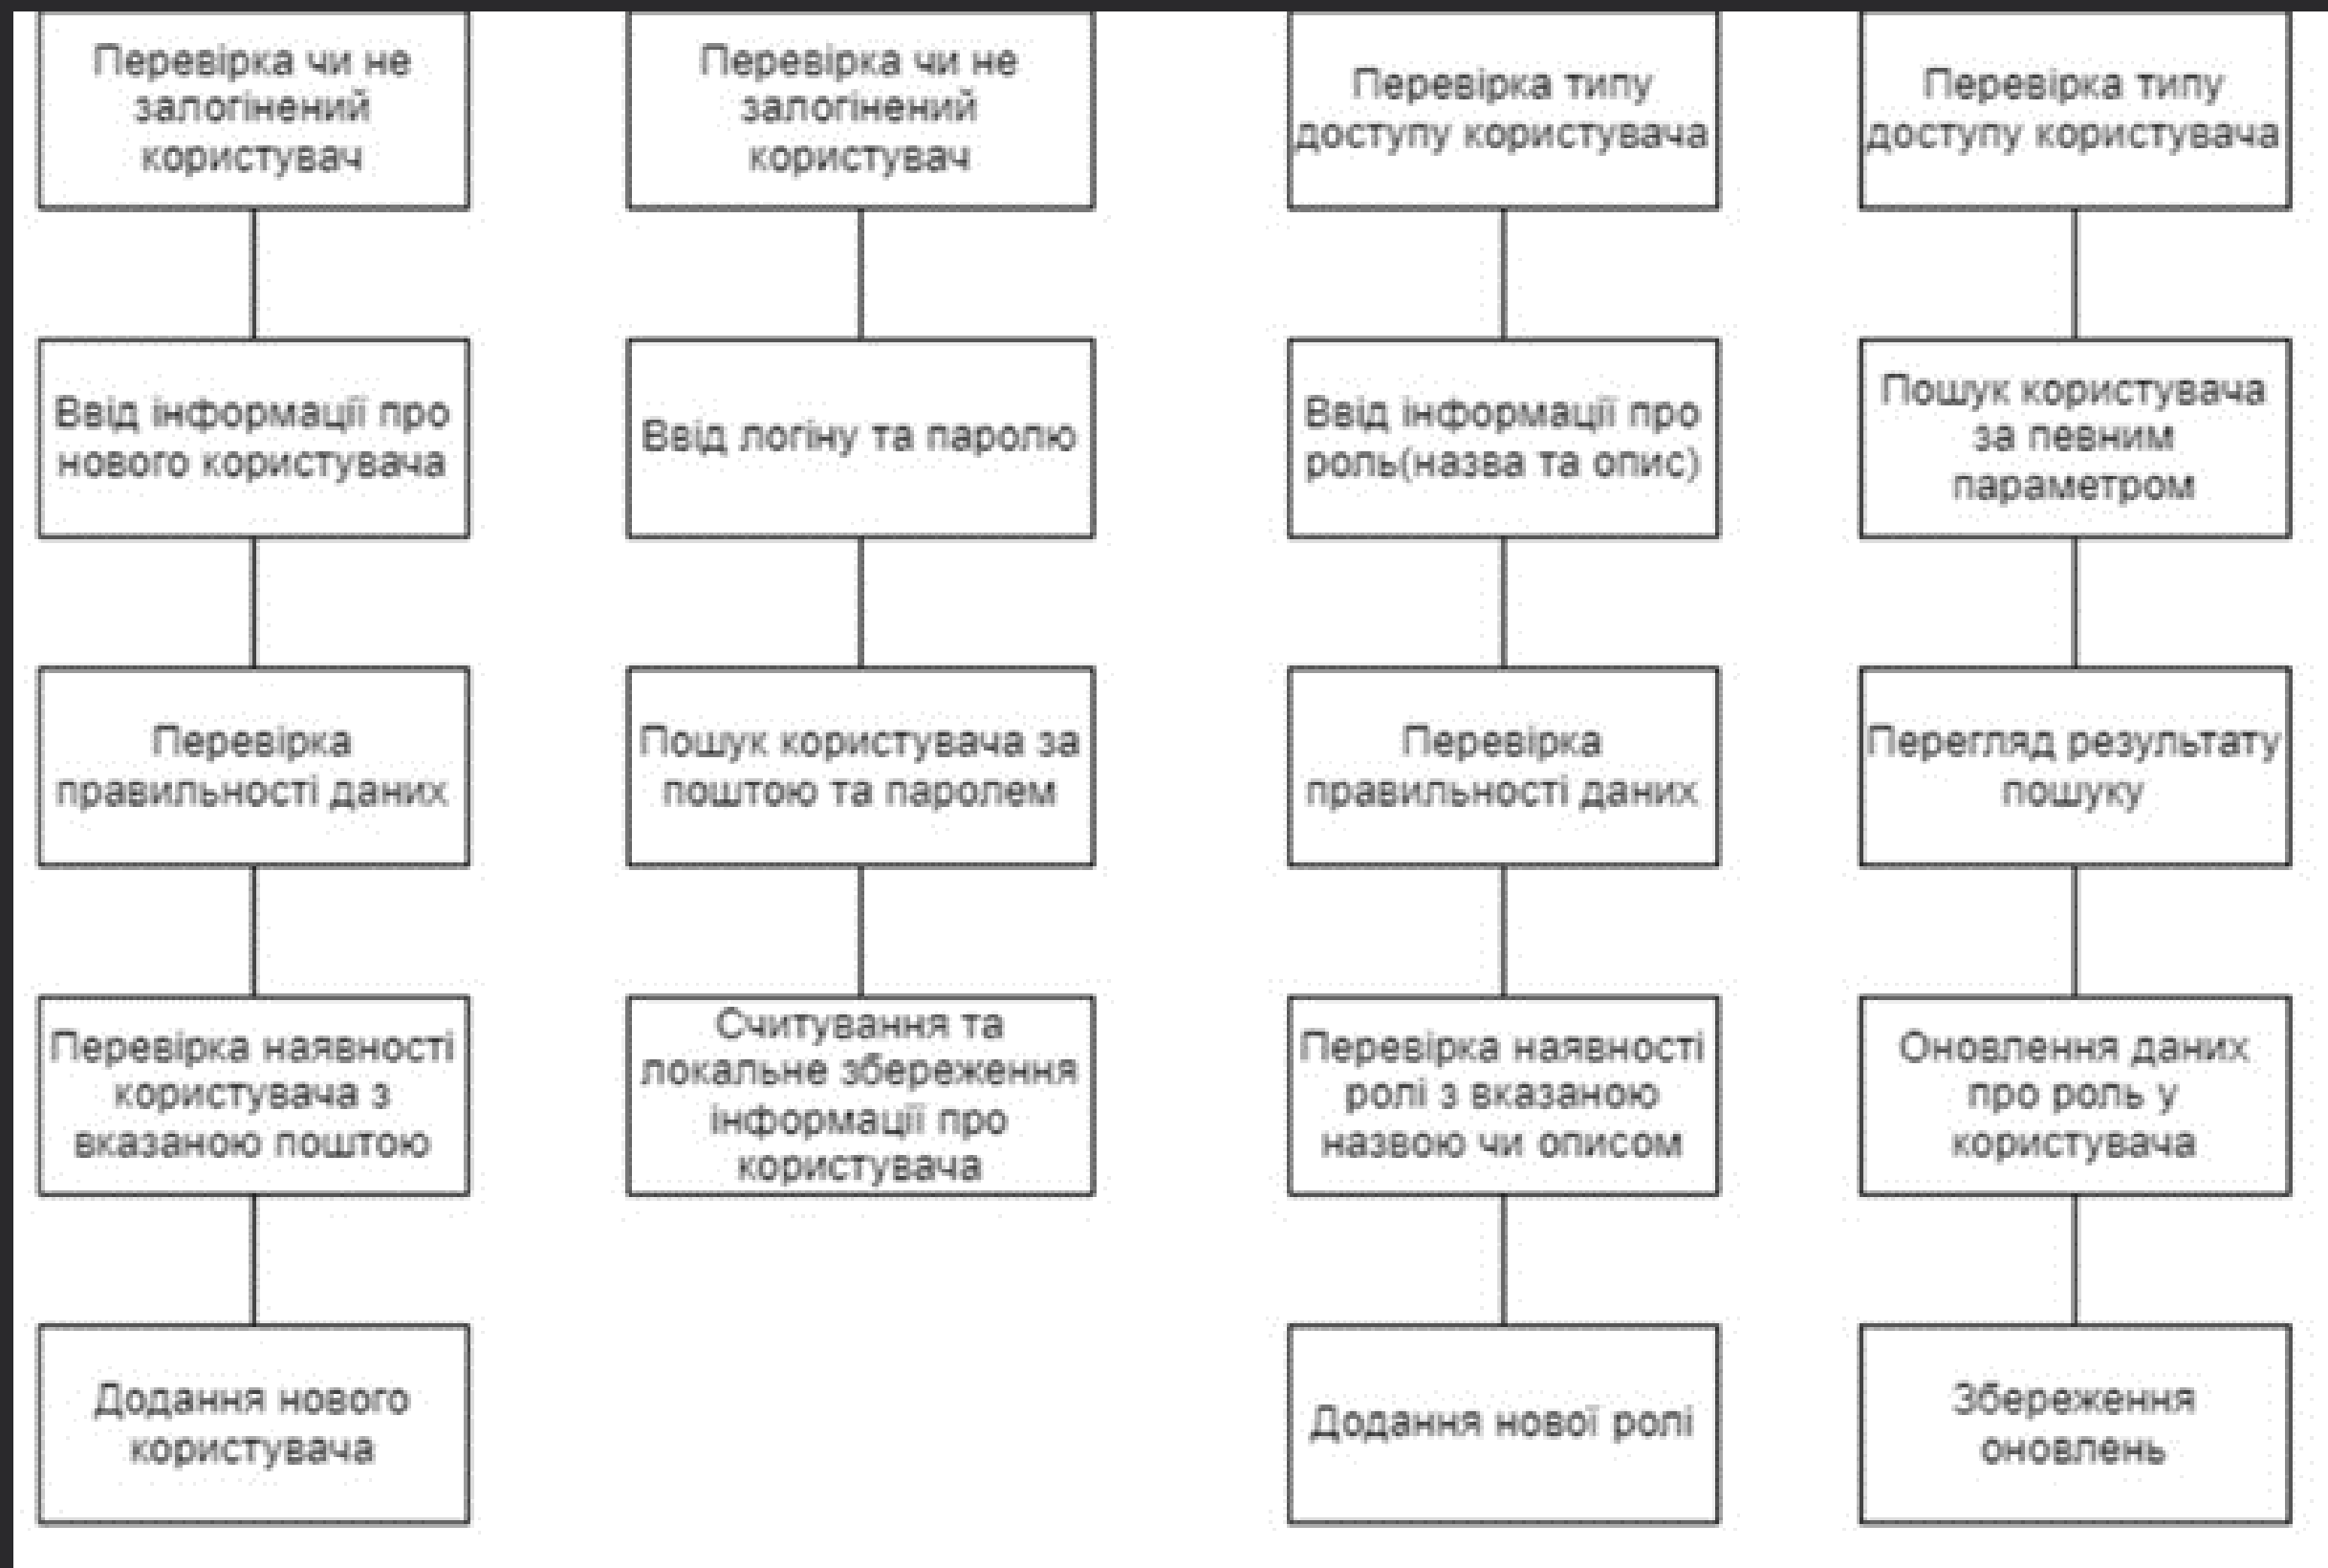 Перевірка чи не
залогінений
користувач
Перевірка чи не
залогінений
користувач
Перевірка типу
доступу користувача
Перевірка типу
доступу користувача
Ввід інформації про
нового користувача
Ввід логіну та паролю
Ввід інформації про
роль(назва та опис)
Пошук користувача
за певним
параметром
Перевірка
правильності даних
Пошук користувача за
поштою та паролем
Перевірка
правильності даних
Перегляд результату
пошуку
Перевірка наявності
користувача з
вказаною поштою
Считування та
локальне збереження
інформації про
користувача
Перевірка наявності
ролі з вказаною
назвою чи описом
Оновлення даних
про роль у
користувача
Додання нового
користувача
Додання нової ролі
Збереження
оновлень